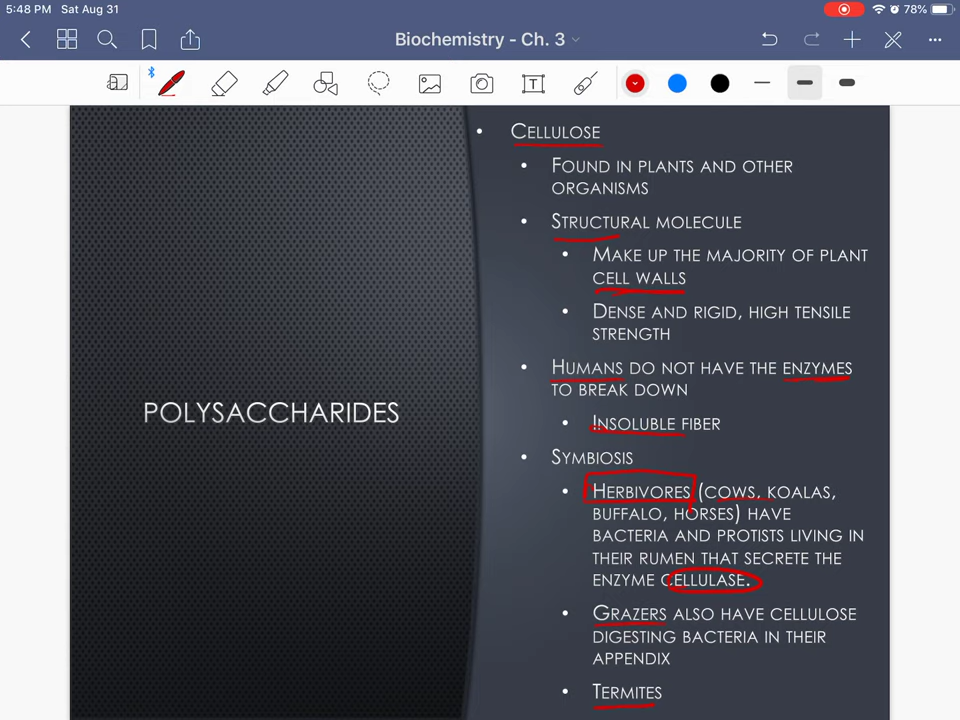 5:48 PM Sat Aug 31
78%
Biochemistry - Ch. 3
T
POLYSACCHARIDES
• CELLULOSE
• FOUND IN PLANTS AND OTHER
ORGANISMS
• STRUCTURAL MOLECULE
• MAKE UP THE MAJORITY OF PLANT
CELL WALLS
• DENSE AND RIGID, HIGH TENSILE
STRENGTH
• HUMANS DO NOT HAVE THE ENZYMES
TO BREAK DOWN
• INSOLUBLE FIBER
• SYMBIOSIS
• HERBIVORES (COWS, KOALAS,
BUFFALO, HORSES) HAVE
BACTERIA AND PROTISTS LIVING IN
THEIR RUMEN THAT SECRETE THE
ENZYME CELLULASE.
• GRAZERS ALSO HAVE CELLULOSE
DIGESTING BACTERIA IN THEIR
APPENDIX
• TERMITES